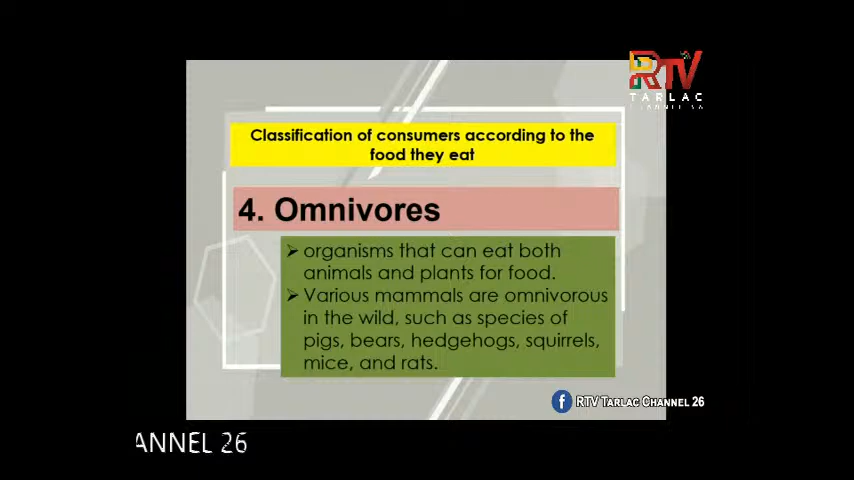 RTV
TARLAC
Classification of consumers according to the
food they eat
4. Omnivores
➢ organisms that can eat both
animals and plants for food.
➢ Various mammals are omnivorous
in the wild, such as species of
pigs, bears, hedgehogs, squirrels,
mice, and rats.
f RTV TARLAC CHANNEL 26
ANNEL 26